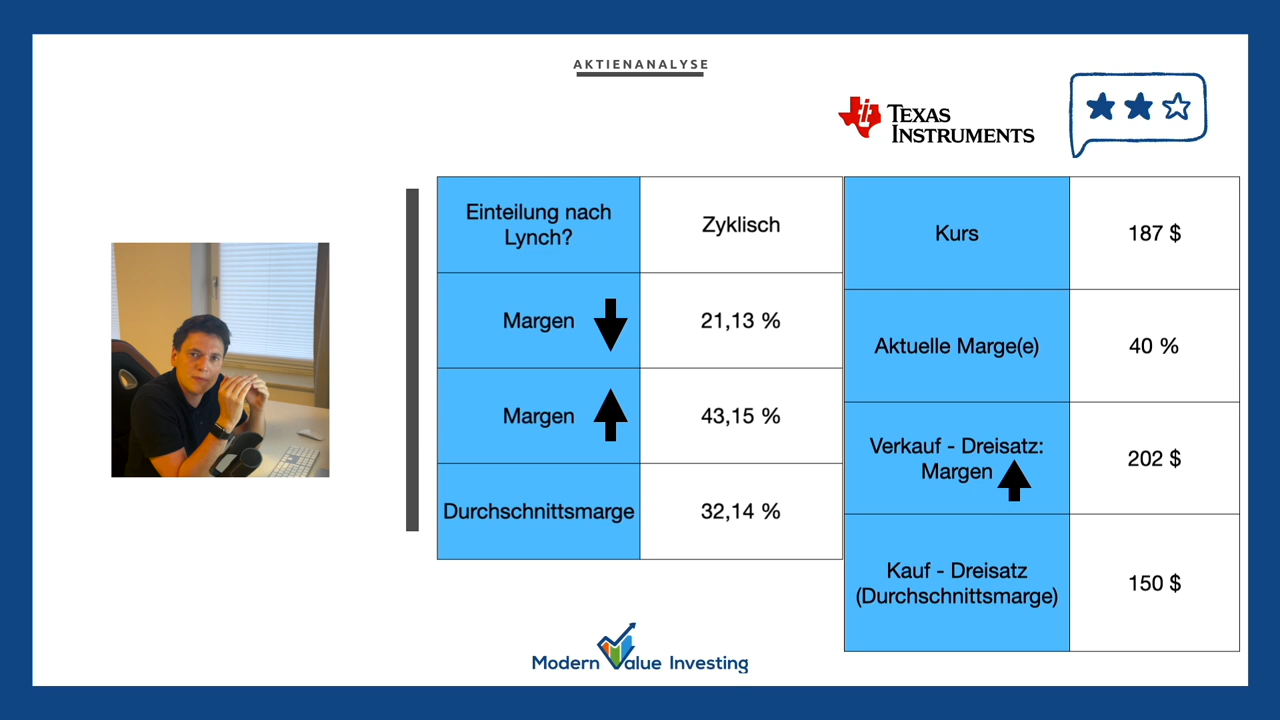 AKTIENANALYSE
TEXAS
INSTRUMENTS
Einteilung nach
Lynch?
Zyklisch
Margen
21,13 %
Margen
43,15 %
Durchschnittsmarge
32,14 %
Kurs
187 $
Aktuelle Marge(e)
40 %
Verkauf - Dreisatz:
Margen
202 $
Kauf - Dreisatz
(Durchschnittsmarge)
150 $
Modern Value Investing